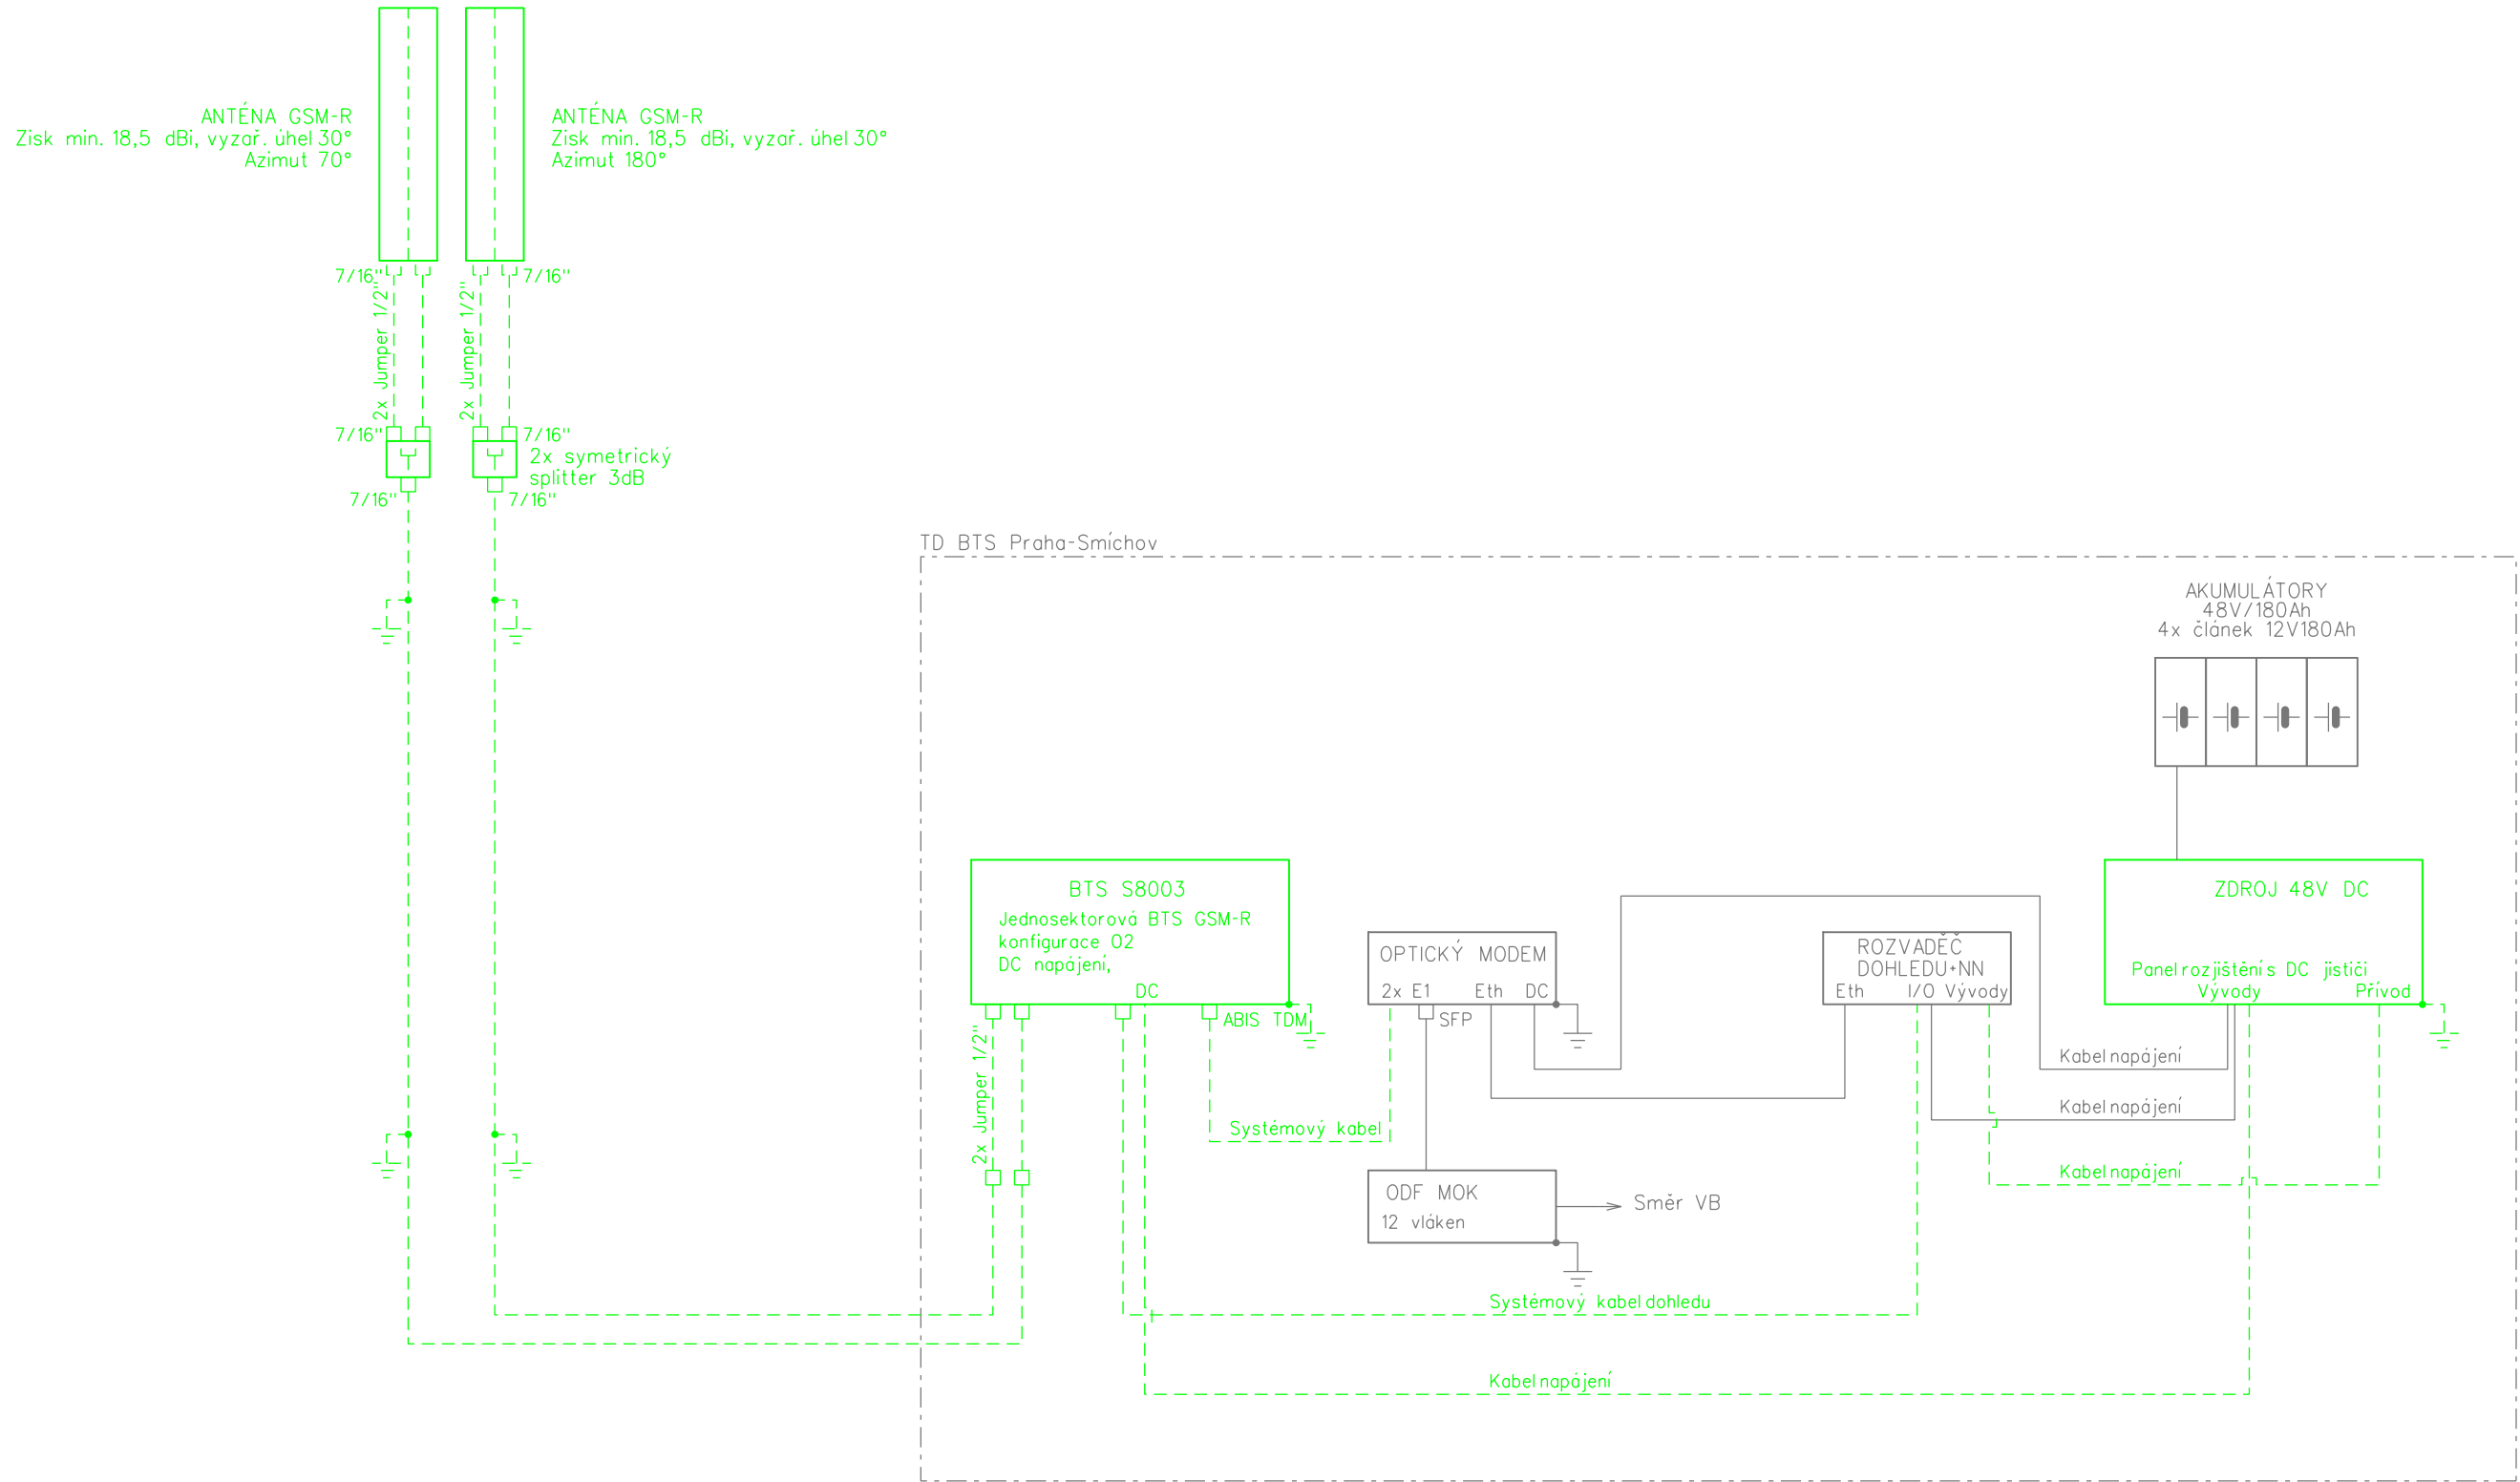 ANTÉNA GSM-R
Zisk min. 18,5 dBi, vyzař. úhel 30°
Azimut 70°
ANTÉNA GSM-R
Zisk min. 18,5 dBi, vyzař. úhel 30°
Azimut 180°
7/16"
7/16"
2x Jumper 1/2"
2x Jumper 1/2"
7/16"
7/16"
2x symetrický
splitter 3dB
7/16"
7/16"
TD BTS Praha-Smíchov
AKUMULÁTORY
48V/180Ah
4x článek 12V180Ah
BTS S8003
Jednosektorová BTS GSM-R
konfigurace O2
DC napájení,
DC
ABIS TDM
2x Jumper 1/2"
Systémový kabel
OPTICKÝ MODEM
2x E1 Eth DC
SFP
ROZVADĚČ
DOHLEDU+NN
Eth I/O Vývody
ZDROJ 48V DC
Panel rozjištění s DC jističi
Vývody Přívod
Kabel napájení
Kabel napájení
Kabel napájení
ODF MOK
12 vláken
Směr VB
Systémový kabel dohledu
Kabel napájení